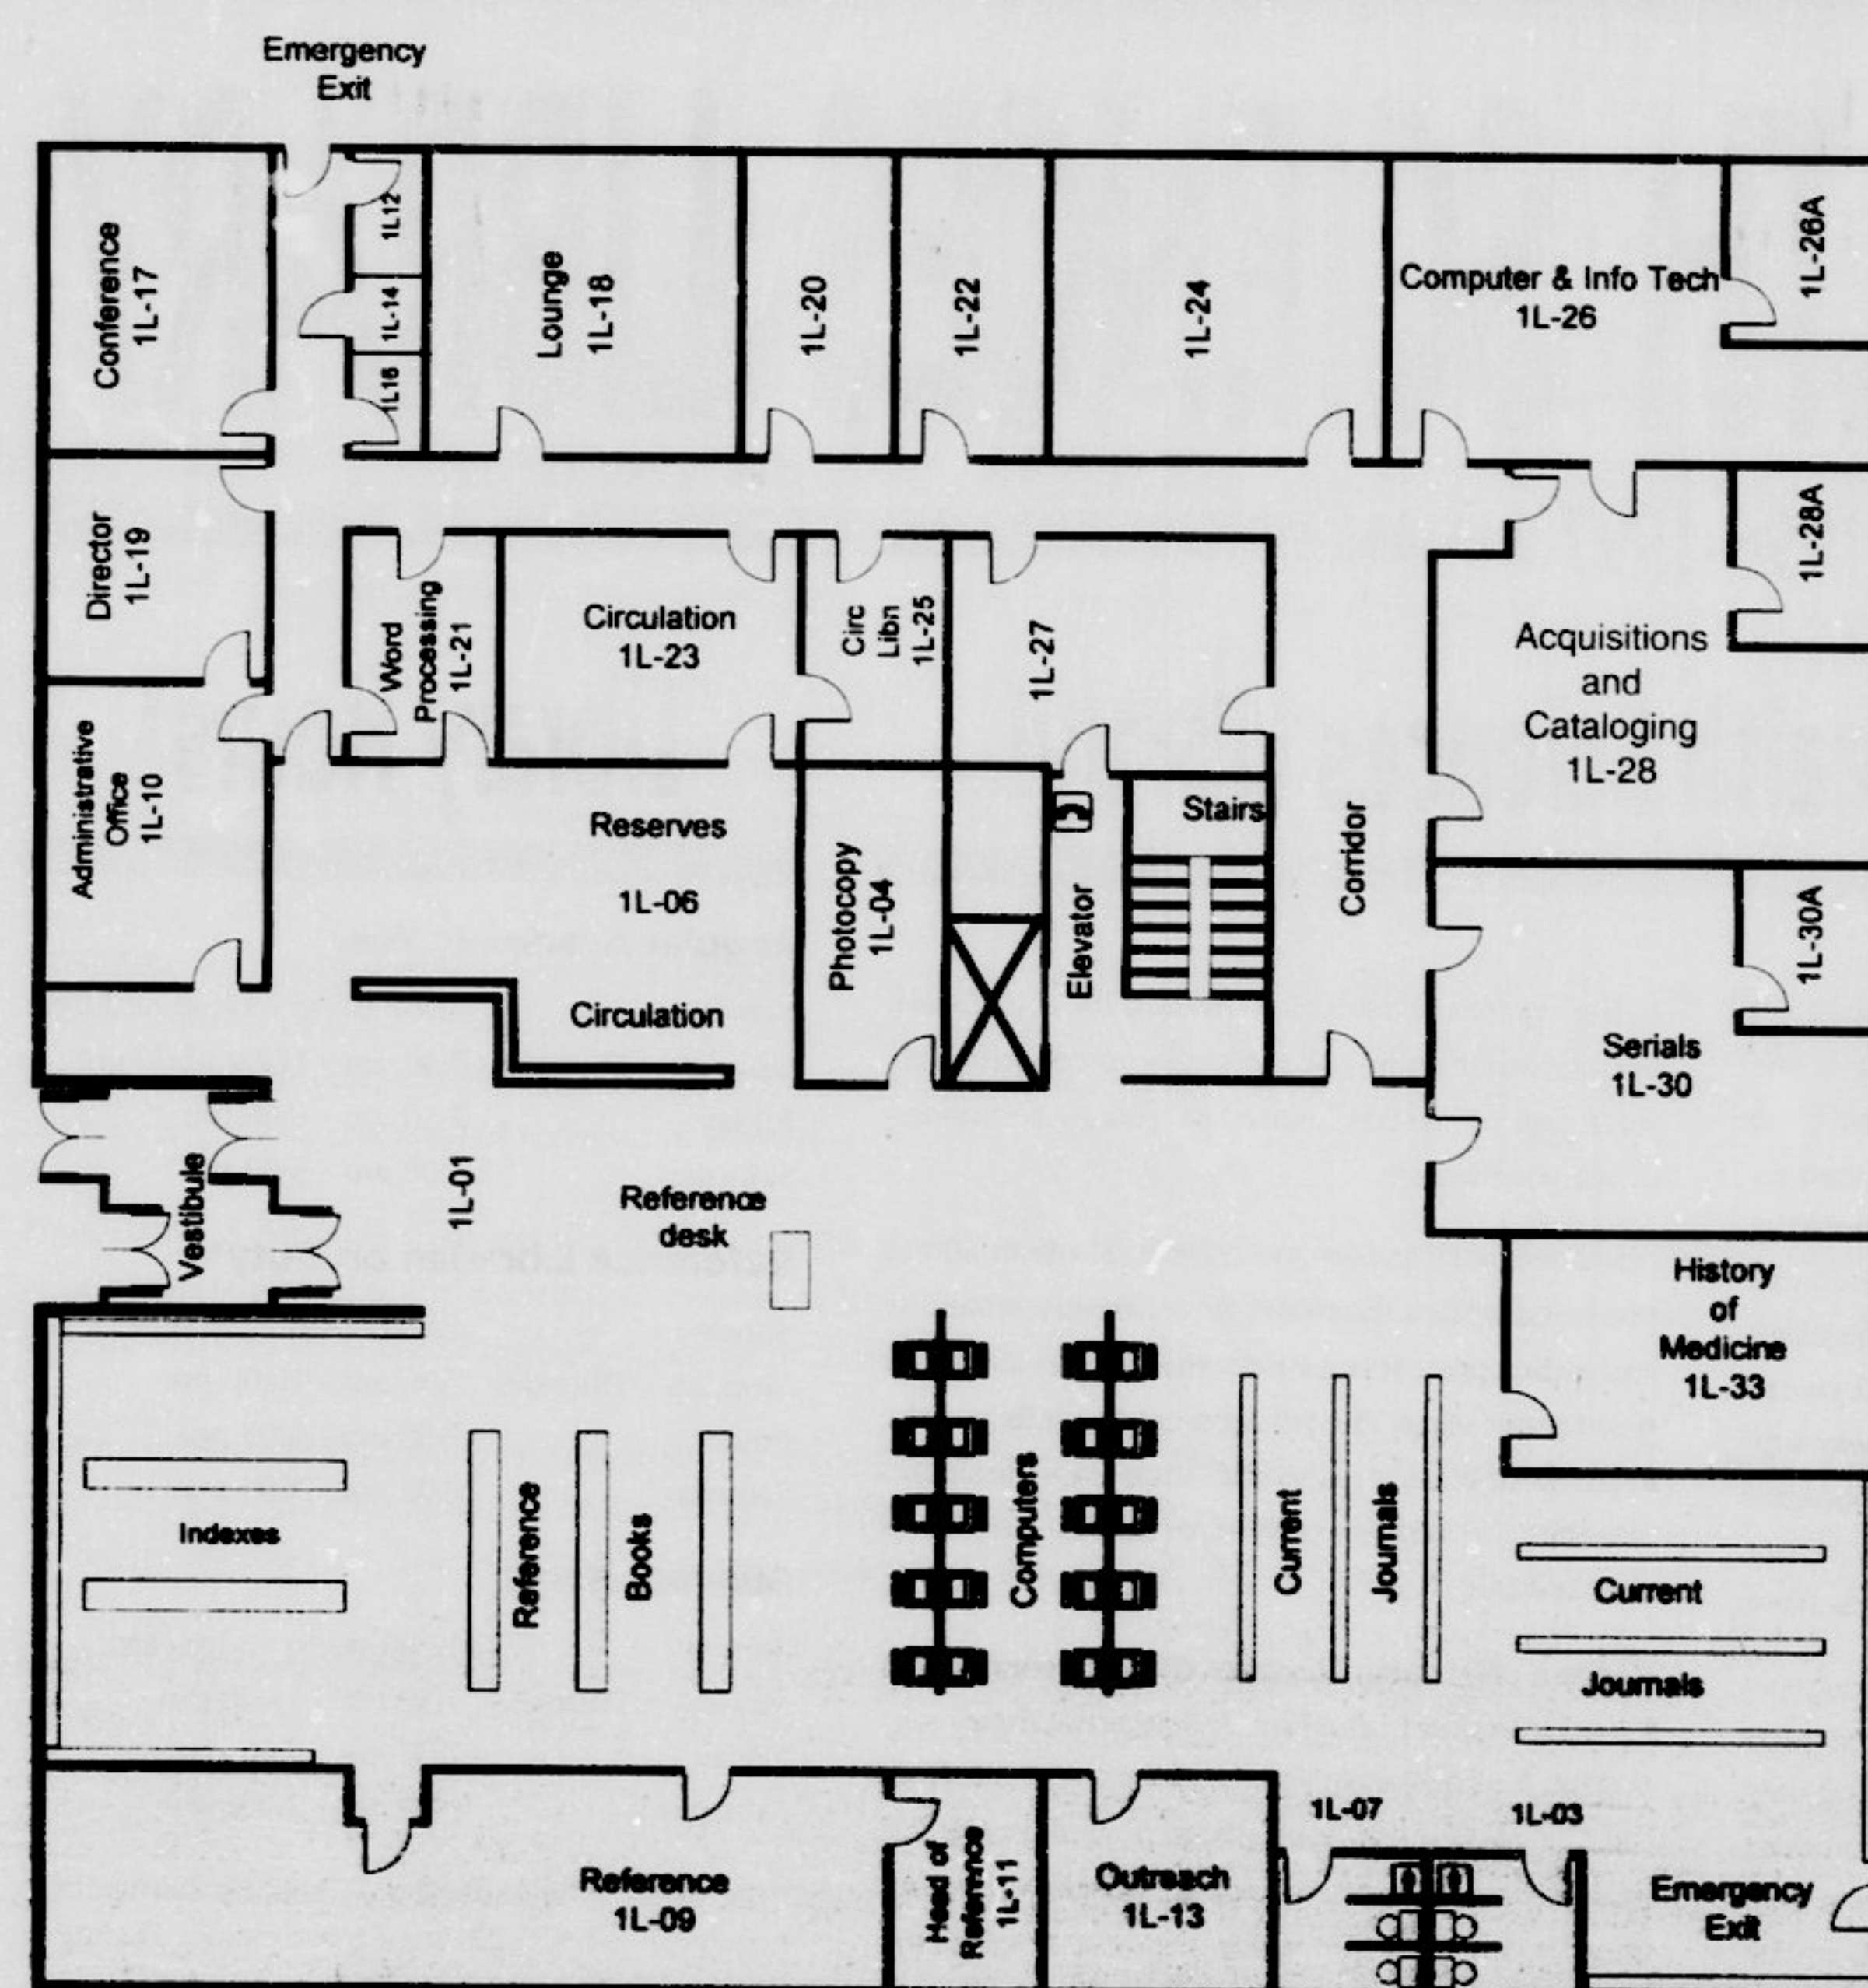 Emergency
Exit
Conference
1L-17
1L12
1L-14
1L16
Lounge
1L-18
1L-20
1L-22
1L-24
Computer & Info Tech
1L-26
1L-26A
Director
1L-19
Word
Processing
1L-21
Circulation
1L-23
Circ
Libn
1L-25
1L-27
Acquisitions
and
Cataloging
1L-28
1L-28A
Administrative
Office
1L-10
Reserves
1L-06
Circulation
Photocopy
1L-04
Elevator
Stairs
Corridor
Serials
1L-30
1L-30A
Vestibule
1L-01
Reference
desk
History
of
Medicine
1L-33
Indexes
Reference
Books
Computers
Current
Journals
Current
Journals
Reference
1L-09
Head of
Reference
1L-11
Outreach
1L-13
1L-07
1L-03
Emergency
Exit